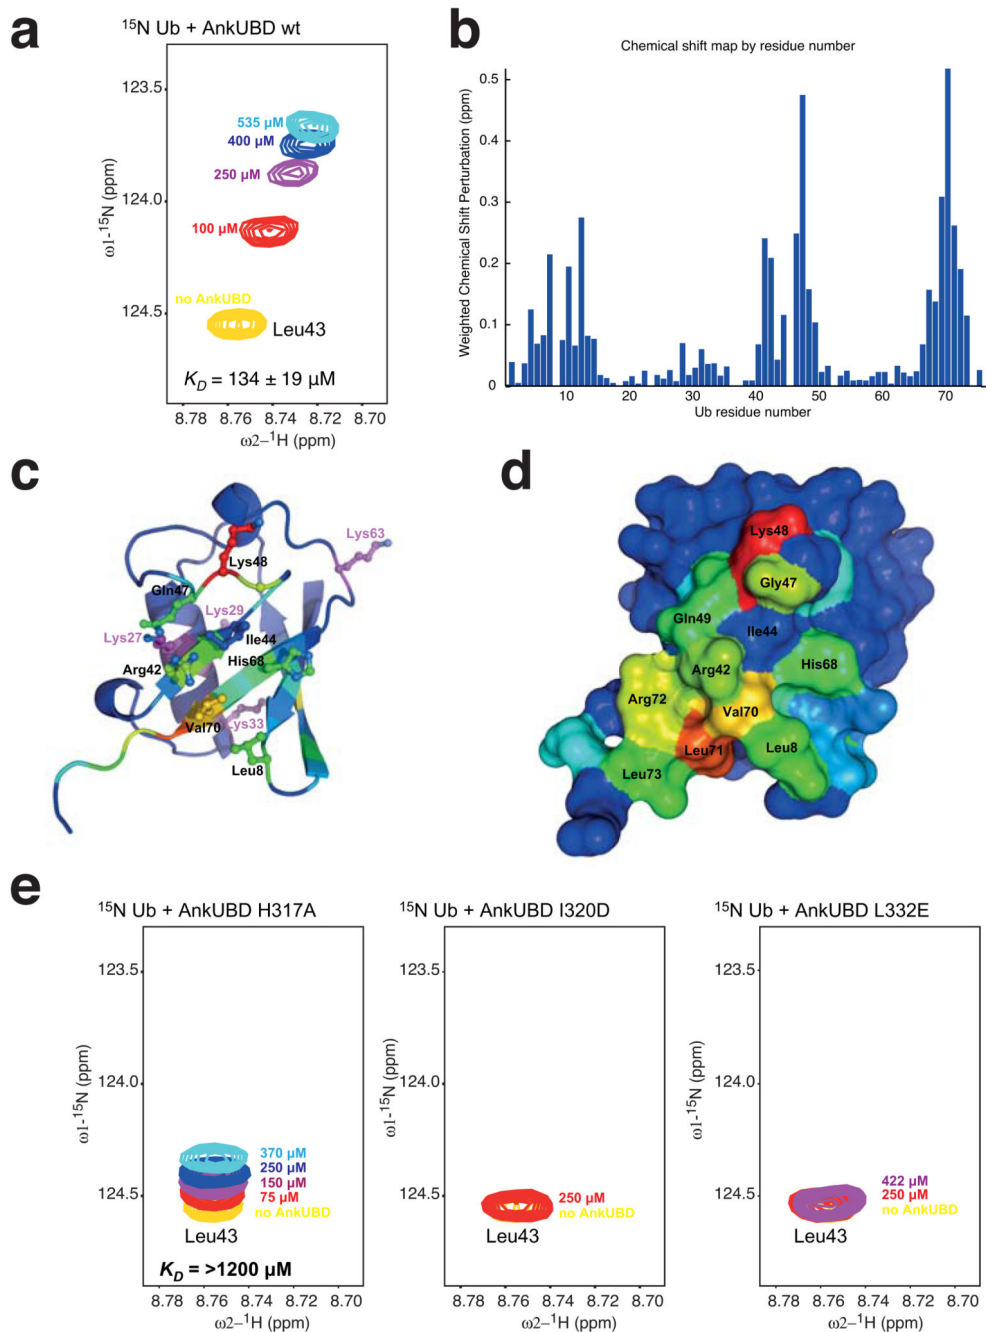 a
¹⁵N Ub + AnkUBD wt
ω1-¹⁵N (ppm)
123.5
124.0
124.5
535 µM
400 µM
250 µM
100 µM
no AnkUBD
Leu43
K_D = 134 ± 19 µM
8.78 8.76 8.74 8.72 8.70
ω2–¹H (ppm)
b
Chemical shift map by residue number
Weighted Chemical Shift Perturbation (ppm)
0.5
0.4
0.3
0.2
0.1
0
10 20 30 40 50 60 70
Ub residue number
c
Lys63
Lys48
Gln47
Lys29
Lys27
Ile44
Arg42
His68
Val70
Lys33
Leu8
d
Lys48
Gly47
Gln49
Ile44
Arg42
His68
Arg72
Val70
Leu71
Leu8
Leu73
e
¹⁵N Ub + AnkUBD H317A
ω1-¹⁵N (ppm)
123.5
124.0
124.5
370 µM
250 µM
150 µM
75 µM
no AnkUBD
Leu43
K_D = >1200 µM
8.78 8.76 8.74 8.72 8.70
ω2–¹H (ppm)
¹⁵N Ub + AnkUBD I320D
ω1-¹⁵N (ppm)
123.5
124.0
124.5
250 µM
no AnkUBD
Leu43
8.78 8.76 8.74 8.72 8.70
ω2–¹H (ppm)
¹⁵N Ub + AnkUBD L332E
ω1-¹⁵N (ppm)
123.5
124.0
124.5
422 µM
250 µM
no AnkUBD
Leu43
8.78 8.76 8.74 8.72 8.70
ω2–¹H (ppm)